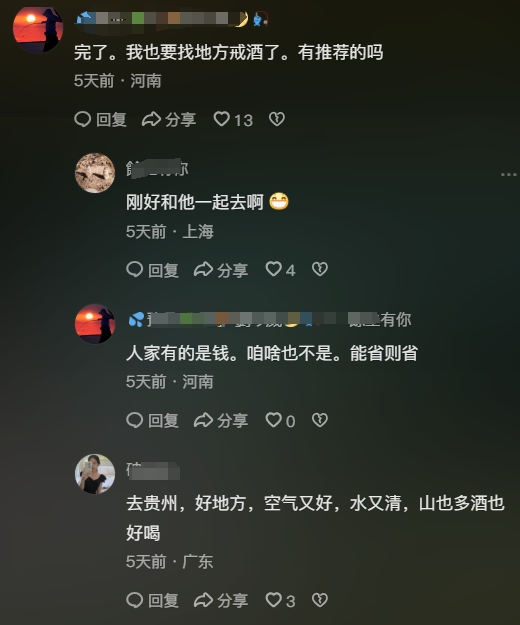 完了。我也要找地方戒酒了。有推荐的吗
5天前 · 河南
回复 分享 13
你
刚好和他一起去啊 😁
5天前 · 上海
回复 分享 4
有你
人家有的是钱。咱啥也不是。能省则省
5天前 · 河南
回复 分享 0
去贵州，好地方，空气又好，水又清，山也多酒也
好喝
5天前 · 广东
回复 分享 3